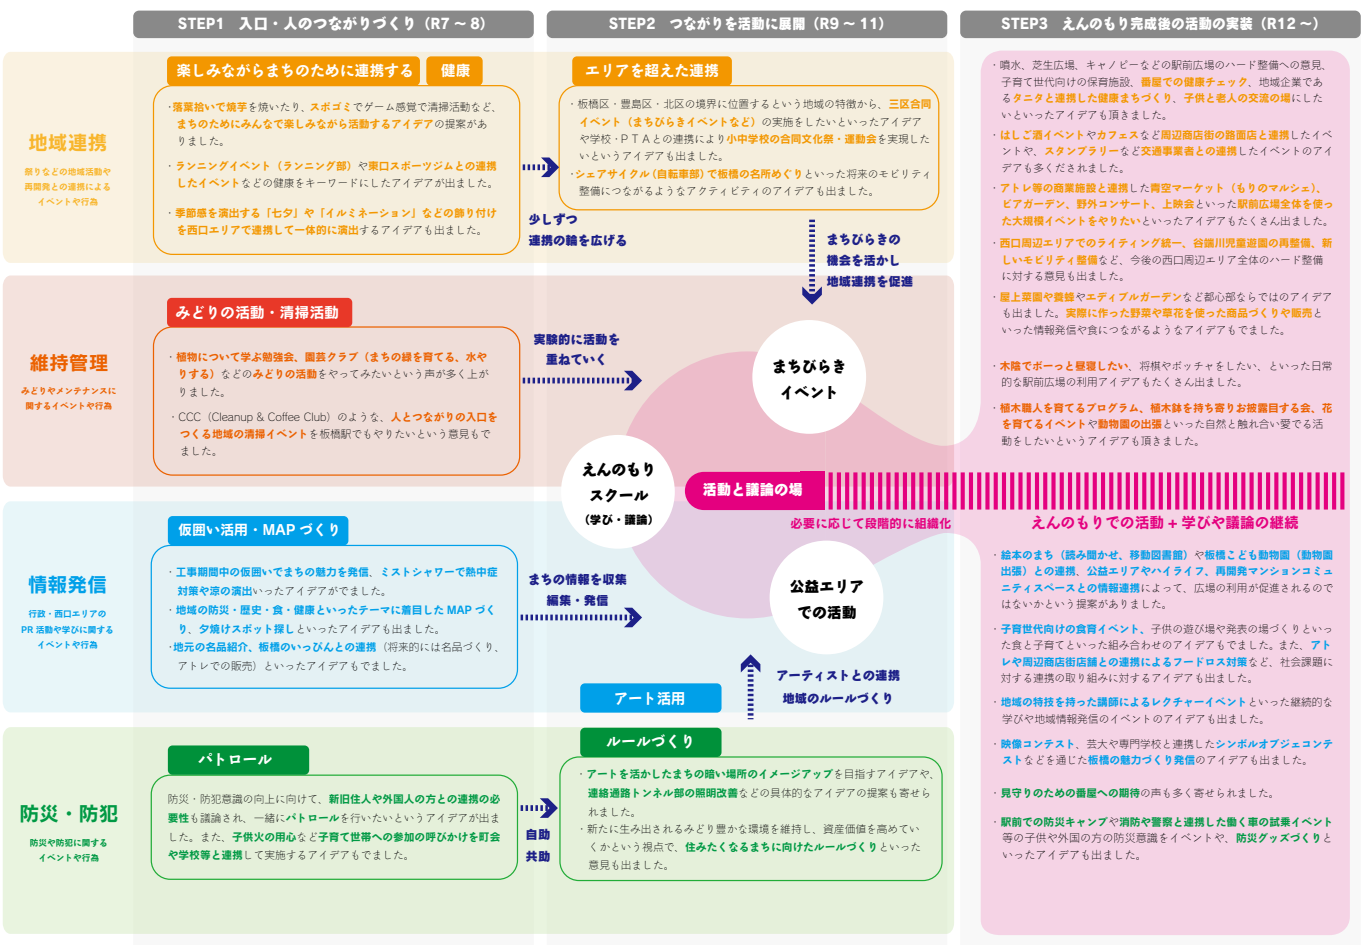 STEP1　入口・人のつながりづくり（R7 ～ 8）
STEP2　つながりを活動に展開（R9 ～ 11）
STEP3　えんのもり完成後の活動の実装（R12 ～）
地域連携
祭りなどの地域活動や
再開発との連携による
イベントや行為
楽しみながらまちのために連携する
健康
・落葉拾いで焼芋を焼いたり、スポゴミでゲーム感覚で清掃活動など、
まちのためにみんなで楽しみながら活動するアイデアの提案があ
りました。
・ランニングイベント（ランニング部）や東口スポーツジムとの連携
したイベントなどの健康をキーワードにしたアイデアが出ました。
・季節感を演出する「七夕」や「イルミネーション」などの飾り付け
を西口エリアで連携して一体的に演出するアイデアも出ました。
少しずつ
連携の輪を広げる
エリアを超えた連携
・板橋区・豊島区・北区の境界に位置するという地域の特徴から、三区合同
イベント（まちびらきイベントなど）の実施をしたいといったアイデア
や学校・ＰＴＡとの連携により小中学校の合同文化祭・運動会を実現した
いというアイデアも出ました。
・シェアサイクル（自転車部）で板橋の名所めぐりといった将来のモビリティ
整備につながるようなアクティビティのアイデアも出ました。
まちびらきの
機会を活かし
地域連携を促進
維持管理
みどりやメンテナンスに
関するイベントや行為
みどりの活動・清掃活動
・植物について学ぶ勉強会、園芸クラブ（まちの緑を育てる、水や
りする）などのみどりの活動をやってみたいという声が多く上が
りました。
・CCC（Cleanup & Coffee Club）のような、人とつながりの入口を
つくる地域の清掃イベントを板橋駅でもやりたいという意見もで
ました。
実験的に活動を
重ねていく
まちびらき
イベント
えんのもり
スクール
（学び・議論）
活動と議論の場
必要に応じて段階的に組織化
公益エリア
での活動
情報発信
行政・西口エリアの
PR 活動や学びに関する
イベントや行為
仮囲い活用・MAP づくり
・工事期間中の仮囲いでまちの魅力を発信、ミストシャワーで熱中症
対策や涼の演出いったアイデアがでました。
・地域の防災・歴史・食・健康といったテーマに着目した MAP づく
り、夕焼けスポット探しといったアイデアも出ました。
・地元の名品紹介、板橋のいっぴんとの連携（将来的には名品づくり、
アトレでの販売）といったアイデアもでました。
まちの情報を収集
編集・発信
アーティストとの連携
地域のルールづくり
アート活用
防災・防犯
防災や防犯に関する
イベントや行為
パトロール
防災・防犯意識の向上に向けて、新旧住人や外国人の方との連携の必
要性も議論され、一緒にパトロールを行いたいというアイデアが出ま
した。また、子供火の用心など子育て世帯への参加の呼びかけを町会
や学校等と連携して実施するアイデアもでました。
自助
共助
ルールづくり
・アートを活かしたまちの暗い場所のイメージアップを目指すアイデアや、
連絡通路トンネル部の照明改善などの具体的なアイデアの提案も寄せら
れました。
・新たに生み出されるみどり豊かな環境を維持し、資産価値を高めてい
くかという視点で、住みたくなるまちに向けたルールづくりといった
意見も出ました。
・噴水、芝生広場、キャノピーなどの駅前広場のハード整備への意見、
子育て世代向けの保育施設、番屋での健康チェック、地域企業であ
るタニタと連携した健康まちづくり、子供と老人の交流の場にした
いといったアイデアも頂きました。
・はしご酒イベントやカフェスなど周辺商店街の路面店と連携したイベ
ントや、スタンプラリーなど交通事業者との連携したイベントのアイ
デアも多くだされました。
・アトレ等の商業施設と連携した青空マーケット（もりのマルシェ）、
ビアガーデン、野外コンサート、上映会といった駅前広場全体を使っ
た大規模イベントをやりたいといったアイデアもたくさん出ました。
・西口周辺エリアでのライティング統一、谷端川児童遊園の再整備、新
しいモビリティ整備など、今後の西口周辺エリア全体のハード整備
に対する意見も出ました。
・屋上菜園や養蜂やエディブルガーデンなど都心部ならではのアイデア
も出ました。実際に作った野菜や草花を使った商品づくりや販売と
いった情報発信や食につながるようなアイデアもでました。
・木陰でボーっと昼寝したい、将棋やボッチャをしたい、といった日常
的な駅前広場の利用アイデアもたくさん出ました。
・植木職人を育てるプログラム、植木鉢を持ち寄りお披露目する会、花
を育てるイベントや動物園の出張といった自然と触れ合い愛でる活
動をしたいというアイデアも頂きました。
えんのもりでの活動 + 学びや議論の継続
・絵本のまち（読み聞かせ、移動図書館）や板橋こども動物園（動物園
出張）との連携、公益エリアやハイライフ、再開発マンションコミュ
ニティスペースとの情報連携によって、広場の利用が促進されるので
はないかという提案がありました。
・子育世代向けの食育イベント、子供の遊び場や発表の場づくりといっ
た食と子育てといった組み合わせのアイデアもでました。また、アト
レや周辺商店街店舗との連携によるフードロス対策など、社会課題に
対する連携の取り組みに対するアイデアも出ました。
・地域の特技を持った講師によるレクチャーイベントといった継続的な
学びや地域情報発信のイベントのアイデアも出ました。
・映像コンテスト、芸大や専門学校と連携したシンボルオブジェコンテ
ストなどを通じた板橋の魅力づくり発信のアイデアも出ました。
・見守りのための番屋への期待の声も多く寄せられました。
・駅前での防災キャンプや消防や警察と連携した働く車の試乗イベント
等の子供や外国の方の防災意識をイベントや、防災グッズづくりと
いったアイデアも出ました。